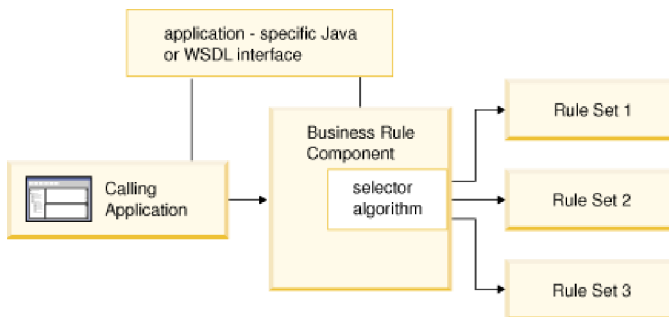 application - specific Java
or WSDL interface
Calling
Application
Business Rule
Component
selector
algorithm
Rule Set 1
Rule Set 2
Rule Set 3